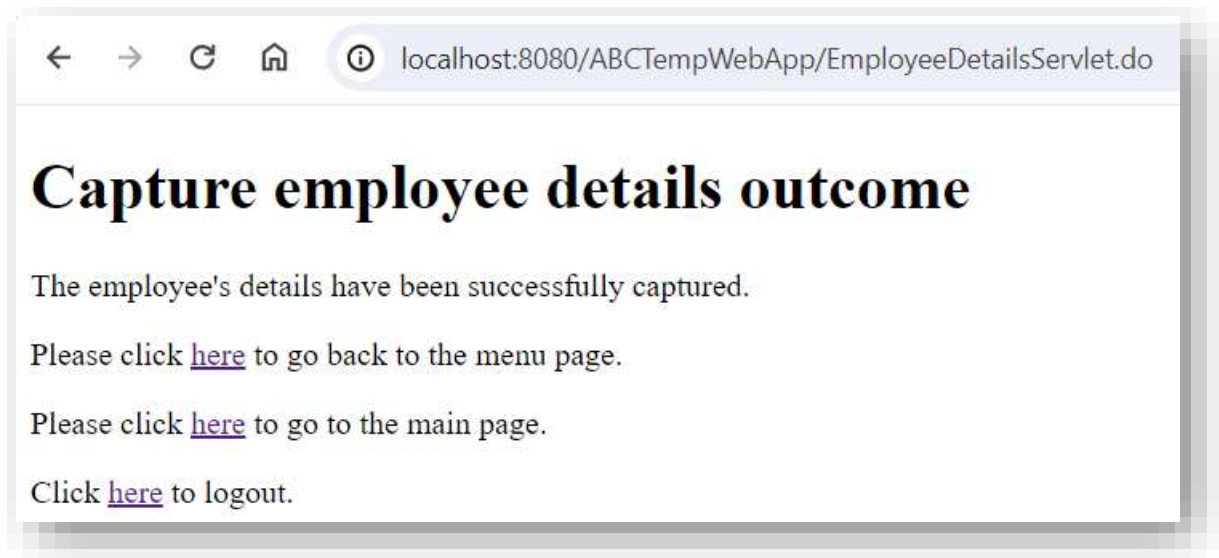 localhost:8080/ABCTempWebApp/EmployeeDetailsServlet.do
Capture employee details outcome
The employee's details have been successfully captured.
Please click here to go back to the menu page.
Please click here to go to the main page.
Click here to logout.